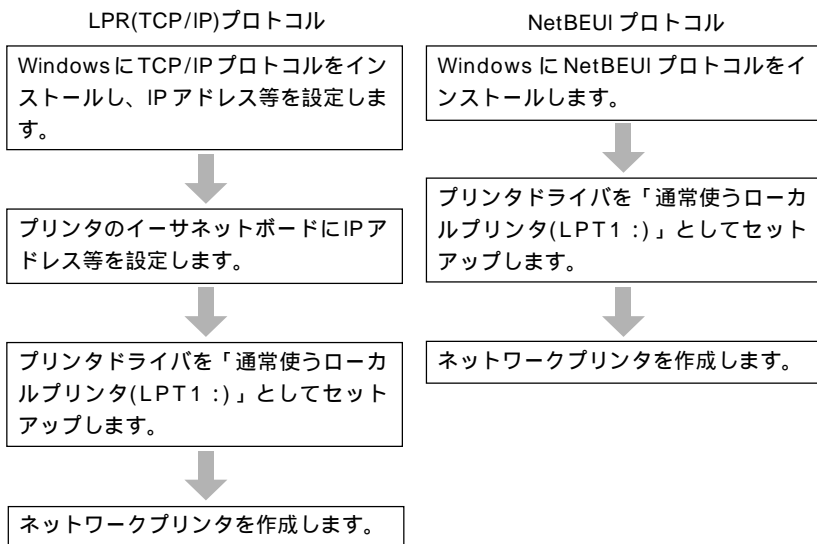 LPR(TCP/IP)プロトコル
WindowsにTCP/IPプロトコルをイン
ストールし、IPアドレス等を設定しま
す。
プリンタのイーサネットボードにIPア
ドレス等を設定します。
プリンタドライバを「通常使うローカ
ルプリンタ(LPT1:)」としてセット
アップします。
ネットワークプリンタを作成します。
NetBEUIプロトコル
WindowsにNetBEUIプロトコルをイ
ンストールします。
プリンタドライバを「通常使うローカ
ルプリンタ(LPT1:)」としてセット
アップします。
ネットワークプリンタを作成します。